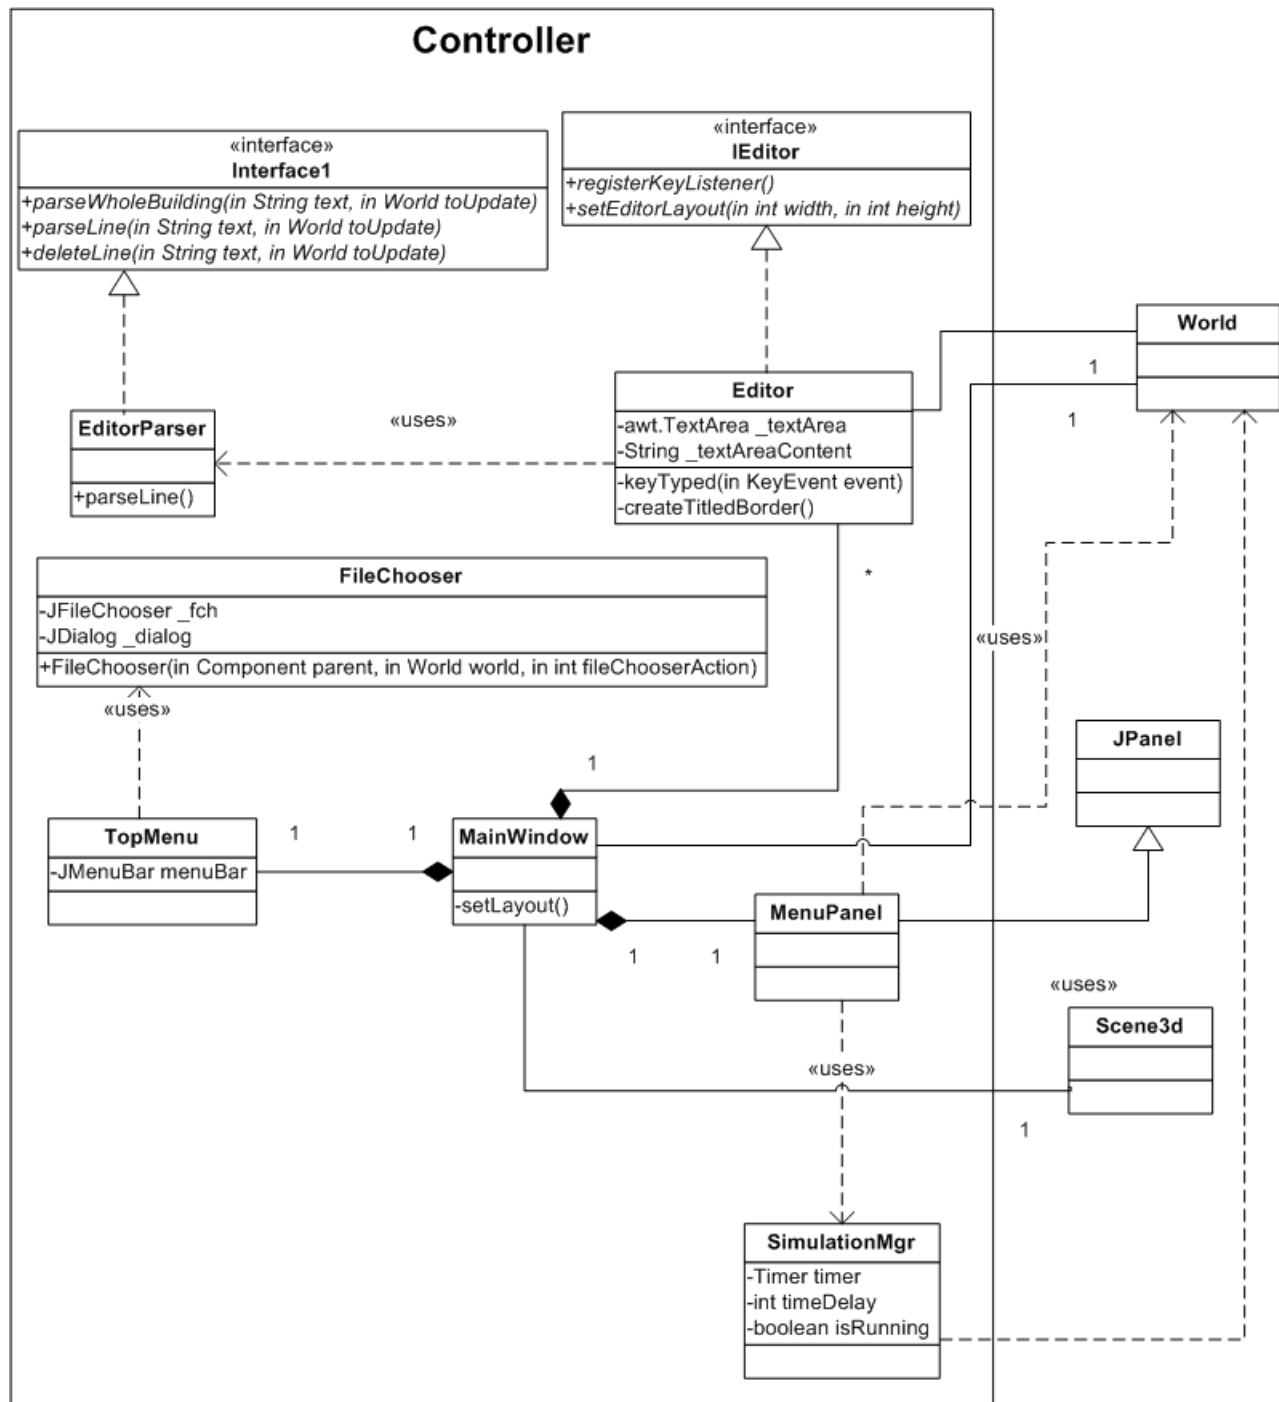 Controller
«interface»
Interface1
+parseWholeBuilding(in String text, in World toUpdate)
+parseLine(in String text, in World toUpdate)
+deleteLine(in String text, in World toUpdate)
«interface»
IEditor
+registerKeyListener()
+setEditorLayout(in int width, in int height)
World
1
1
Editor
-awt.TextArea _textArea
-String _textAreaContent
-keyTyped(in KeyEvent event)
-createTitledBorder()
«uses»
EditorParser
+parseLine()
*
FileChooser
-JFileChooser _fch
-JDialog _dialog
+FileChooser(in Component parent, in World world, in int fileChooserAction)
«uses»
«uses»
JPanel
1
TopMenu
-JMenuBar menuBar
1
1
MainWindow
-setLayout()
MenuPanel
1
1
«uses»
Scene3d
«uses»
1
SimulationMgr
-Timer timer
-int timeDelay
-boolean isRunning